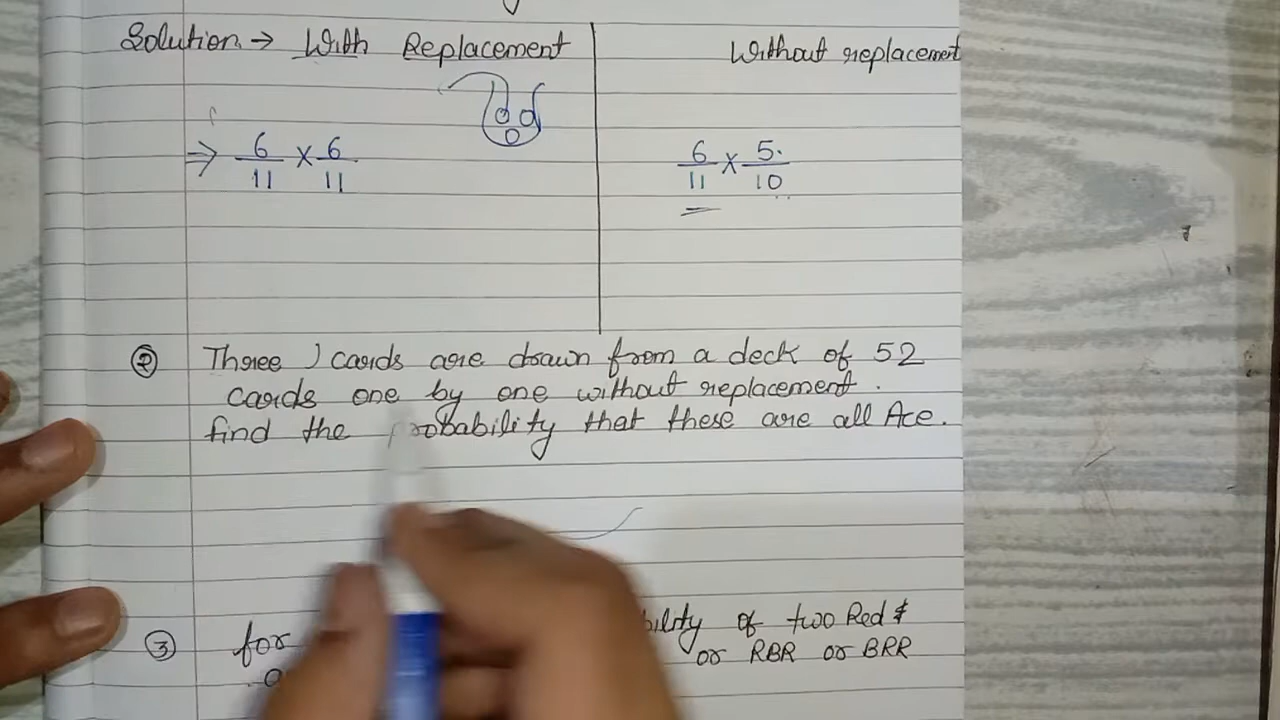 Solution → With Replacement
Without replacement
⇒ 6/11 × 6/11
6/11 × 5/10
② Three cards are drawn from a deck of 52
cards one by one without replacement.
find the probability that these are all Ace.
③ for of two Red &
or RBR or BRR